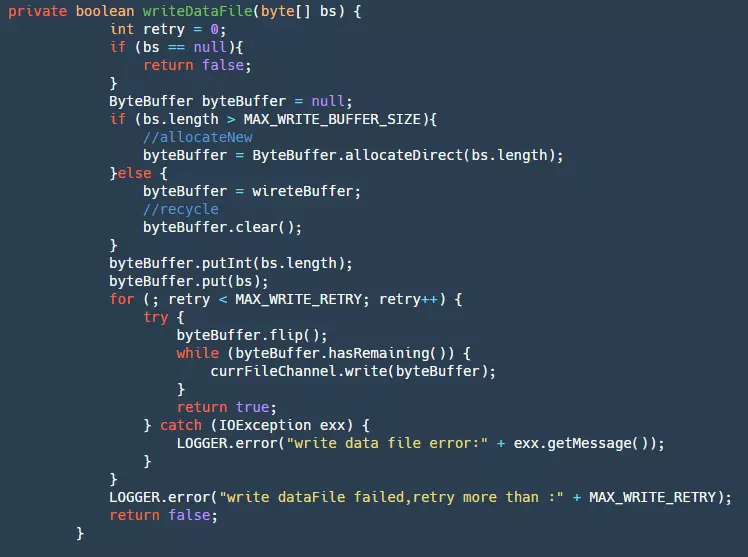 private boolean writeDataFile(byte[] bs) {
int retry = 0;
if (bs == null){
return false;
}
ByteBuffer byteBuffer = null;
if (bs.length > MAX_WRITE_BUFFER_SIZE){
//allocateNew
byteBuffer = ByteBuffer.allocateDirect(bs.length);
}else {
byteBuffer = wireteBuffer;
//recycle
byteBuffer.clear();
}
byteBuffer.putInt(bs.length);
byteBuffer.put(bs);
for (; retry < MAX_WRITE_RETRY; retry++) {
try {
byteBuffer.flip();
while (byteBuffer.hasRemaining()) {
currFileChannel.write(byteBuffer);
}
return true;
} catch (IOException exx) {
LOGGER.error("write data file error:" + exx.getMessage());
}
}
LOGGER.error("write dataFile failed,retry more than :" + MAX_WRITE_RETRY);
return false;
}